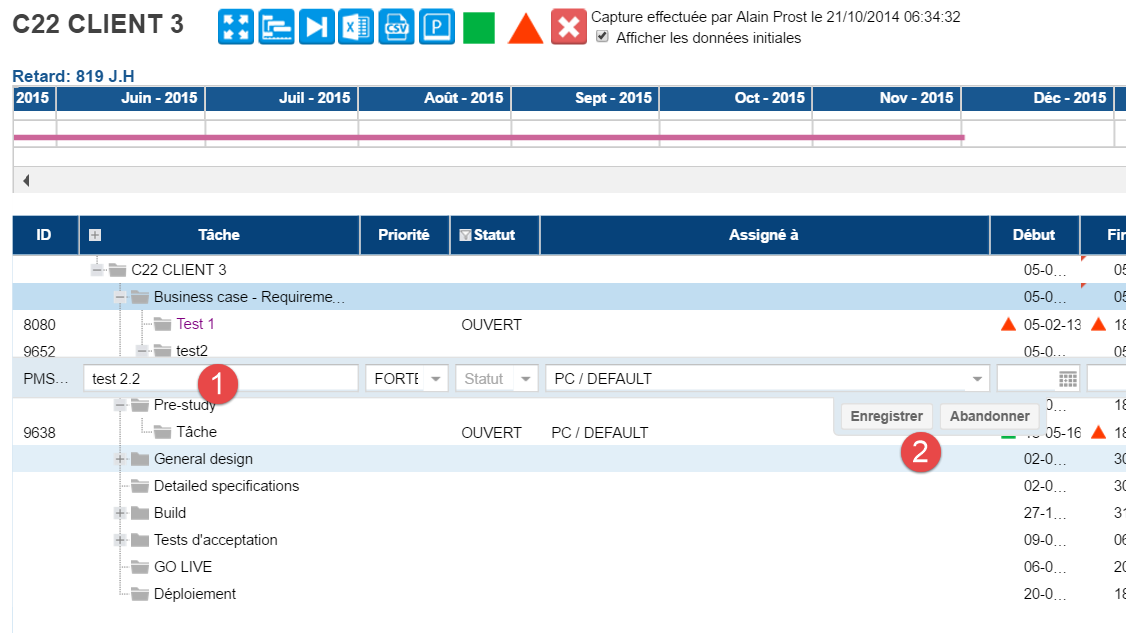 C22 CLIENT 3
CSV P
Capture effectuée par Alain Prost le 21/10/2014 06:34:32
Afficher les données initiales
Retard: 819 J.H
2015 Juin - 2015 Juil - 2015 Août - 2015 Sept - 2015 Oct - 2015 Nov - 2015 Déc - 2015
ID Tâche Priorité Statut Assigné à Début Fir
C22 CLIENT 3 05-0... 05
Business case - Requireme... 05-0... 05
8080 Test 1 OUVERT 05-02-13 18
9652 test2 05-0... 05
PMS... test 2.2 1 FORTE Statut PC / DEFAULT
Pre-study 0... 18
Enregistrer Abandonner
9638 Tâche OUVERT PC / DEFAULT 05-16 18
2
General design 02-0... 30
Detailed specifications 02-0... 30
Build 27-1... 31
Tests d'acceptation 09-0... 06
GO LIVE 06-0... 20
Déploiement 20-0... 18